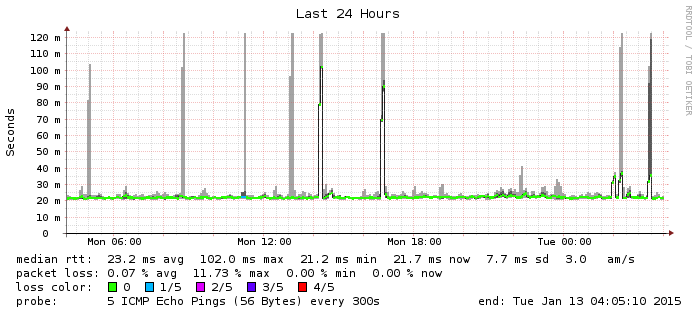 Last 24 Hours
RRDTOOL / TOBI OETIKER
Seconds
120 m
110 m
100 m
90 m
80 m
70 m
60 m
50 m
40 m
30 m
20 m
10 m
0
Mon 06:00 Mon 12:00 Mon 18:00 Tue 00:00
median rtt: 23.2 ms avg 102.0 ms max 21.2 ms min 21.7 ms now 7.7 ms sd 3.0 am/s
packet loss: 0.07 % avg 11.73 % max 0.00 % min 0.00 % now
loss color: 0 1/5 2/5 3/5 4/5
probe: 5 ICMP Echo Pings (56 Bytes) every 300s end: Tue Jan 13 04:05:10 2015